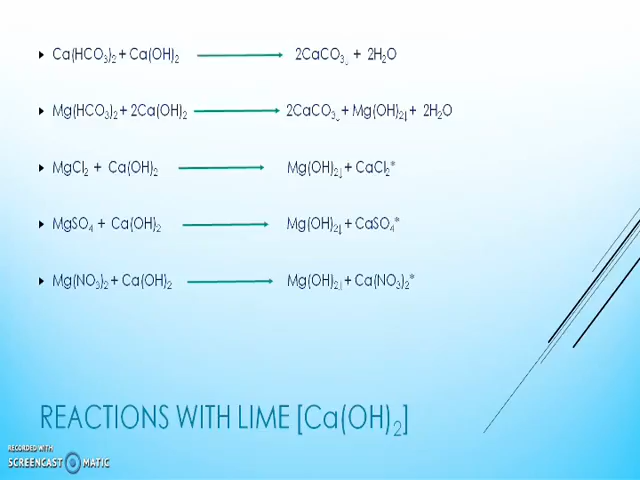 Ca(HCO₃)₂ + Ca(OH)₂ → 2CaCO₃↓ + 2H₂O
Mg(HCO₃)₂ + 2Ca(OH)₂ → 2CaCO₃↓ + Mg(OH)₂↓ + 2H₂O
MgCl₂ + Ca(OH)₂ → Mg(OH)₂↓ + CaCl₂*
MgSO₄ + Ca(OH)₂ → Mg(OH)₂↓ + CaSO₄*
Mg(NO₃)₂ + Ca(OH)₂ → Mg(OH)₂↓ + Ca(NO₃)₂*
REACTIONS WITH LIME [Ca(OH)₂]
RECORDED WITH
SCREENCAST MATIC